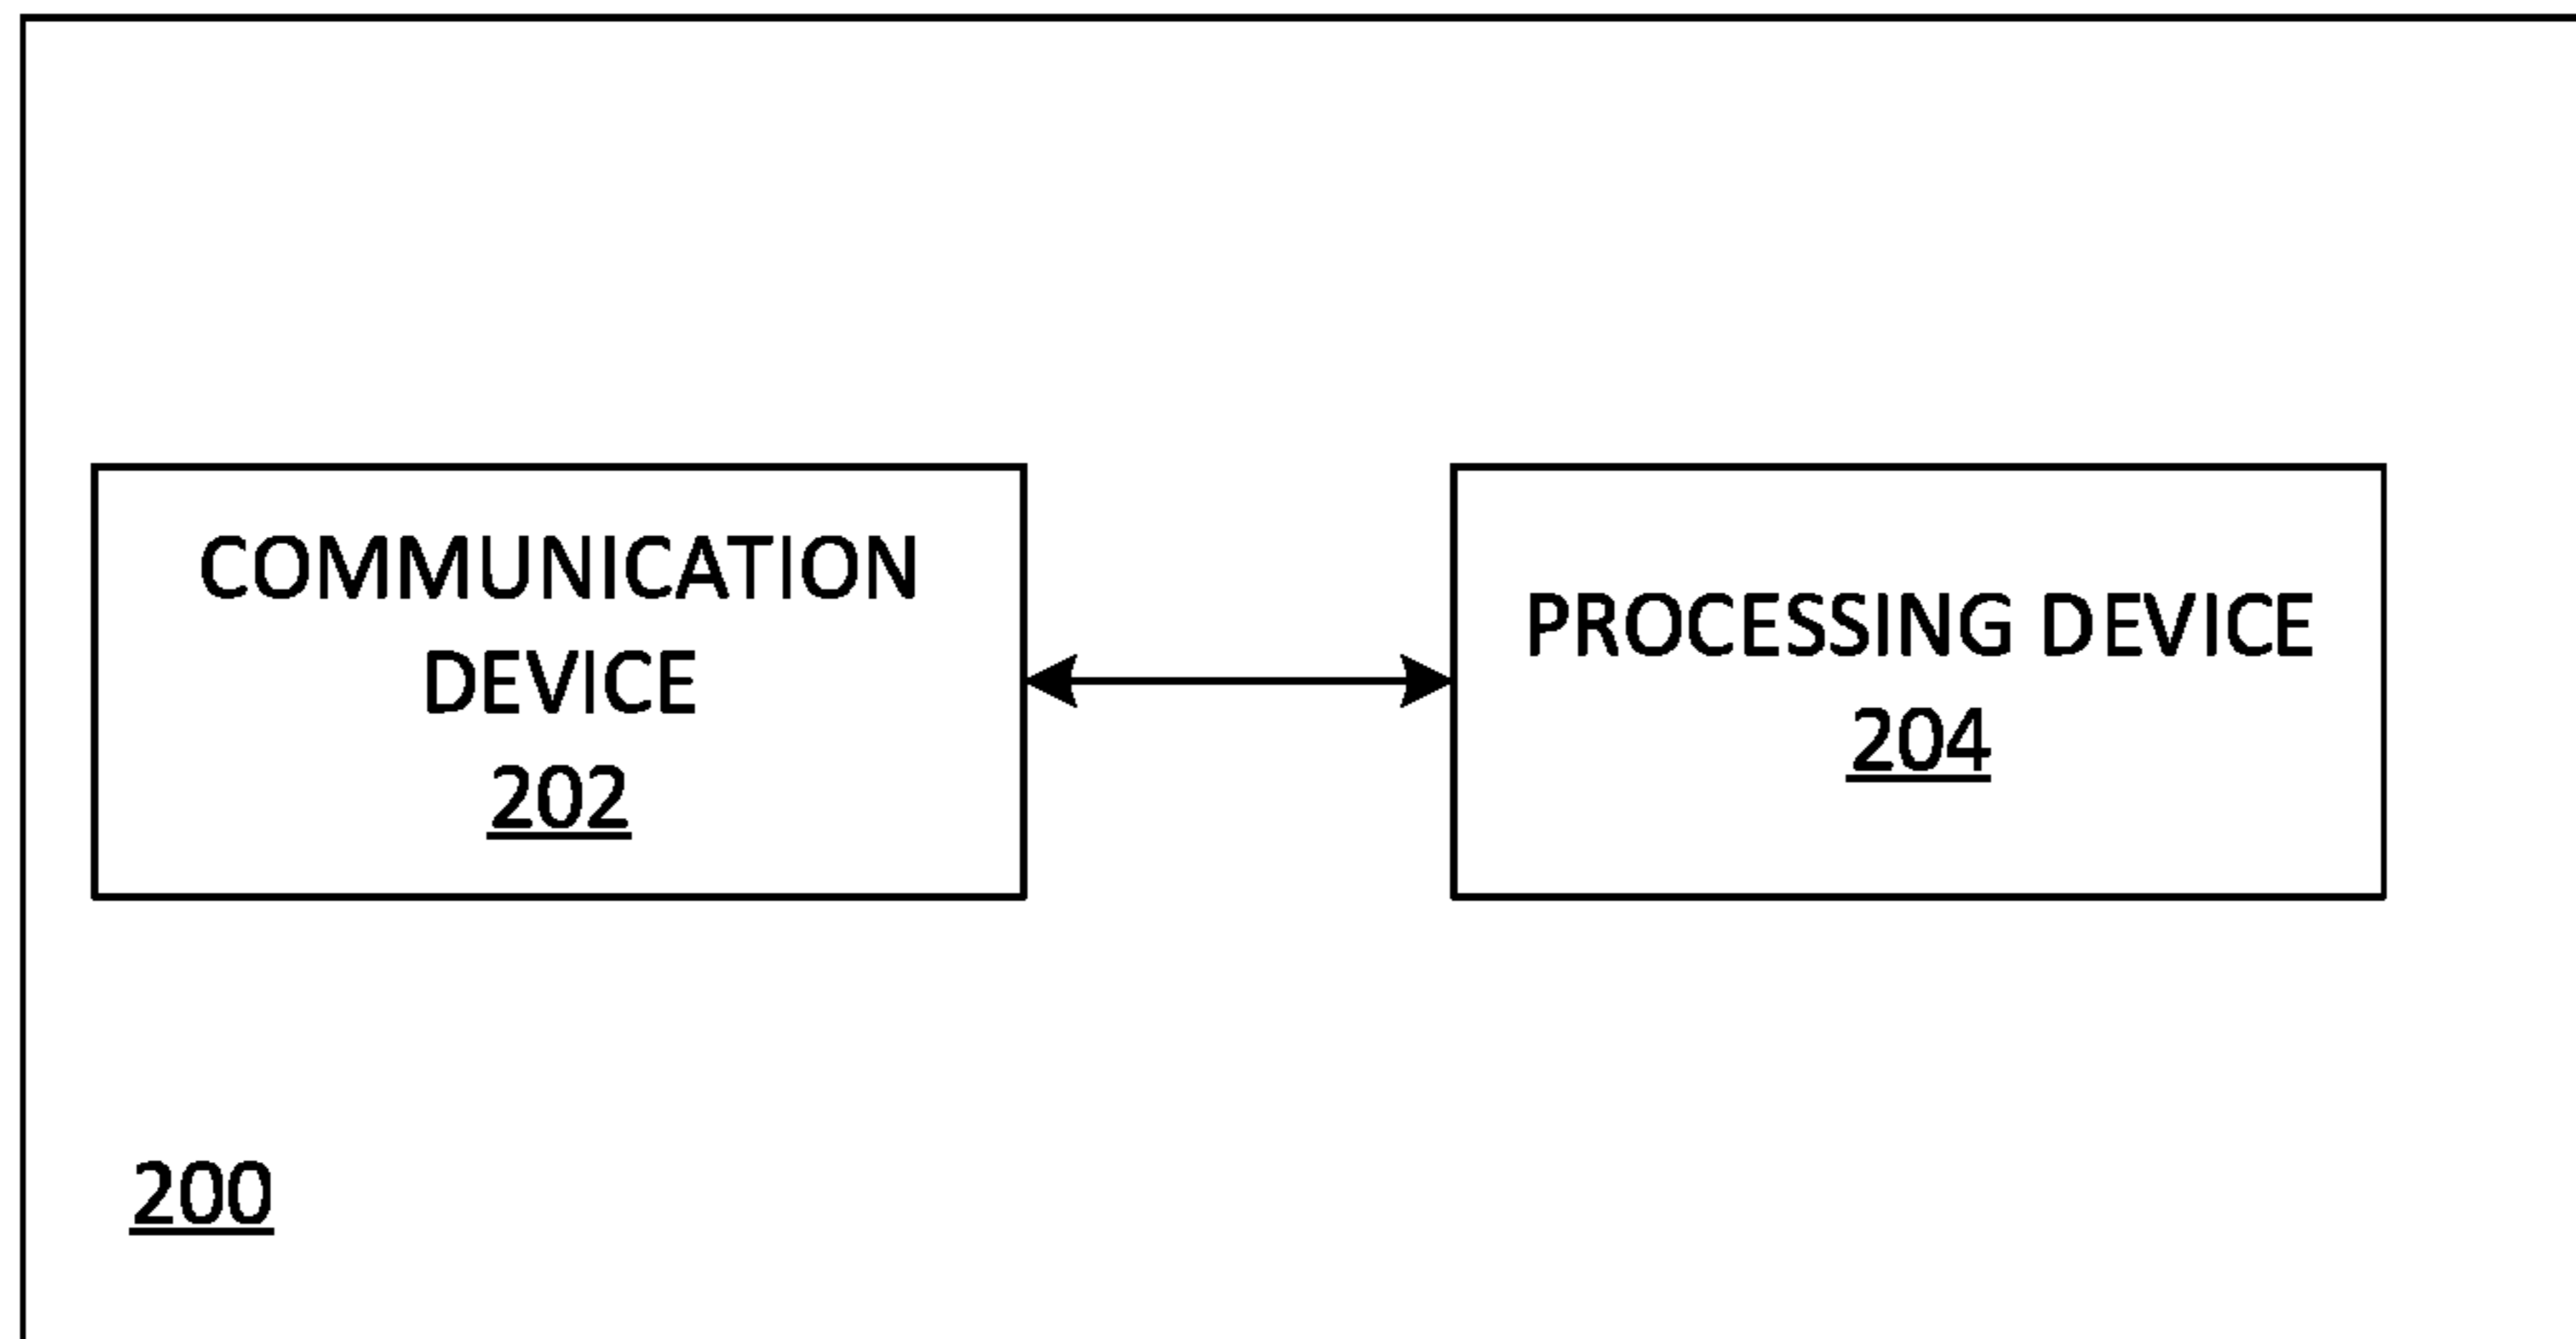 COMMUNICATION
DEVICE
202
PROCESSING DEVICE
204
200